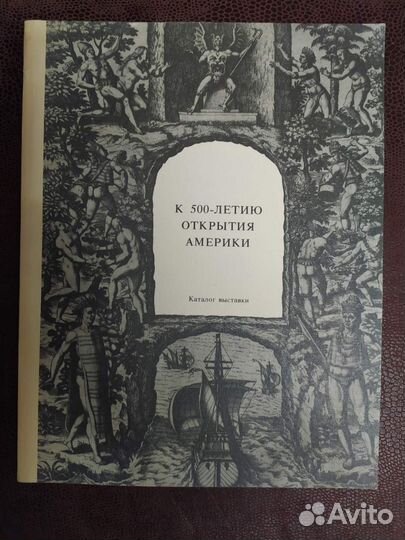 К 500-ЛЕТИЮ
ОТКРЫТИЯ
АМЕРИКИ
Каталог выставки
Avito